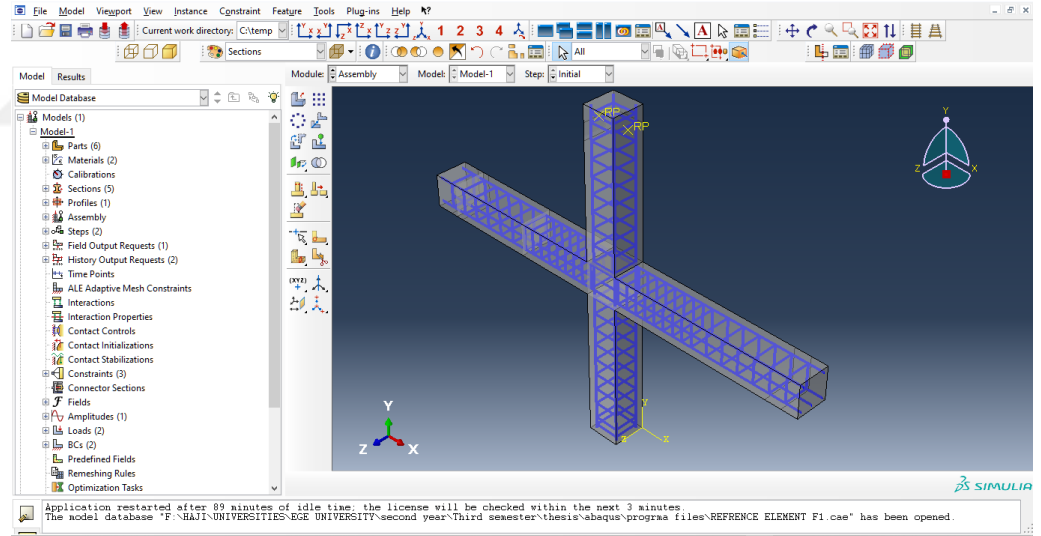 File Model Viewport View Instance Constraint Feature Tools Plug-ins Help
Current work directory: C:\temp 1 2 3 4
Sections All
Model Results Module: Assembly Model: Model-1 Step: Initial
Model Database
Models (1)
Model-1
Parts (6)
Materials (2)
Calibrations
Sections (5)
Profiles (1)
Assembly
Steps (2)
Field Output Requests (1)
History Output Requests (2)
Time Points
ALE Adaptive Mesh Constraints
Interactions
Interaction Properties
Contact Controls
Contact Initializations
Contact Stabilizations
Constraints (3)
Connector Sections
Fields
Amplitudes (1)
Loads (2)
BCs (2)
Predefined Fields
Remeshing Rules
Optimization Tasks
(XYZ)
RP
RP
Y
Z X
Y
Z X
Y
Z X
SIMULIA
Application restarted after 89 minutes of idle time; the license will be checked within the next 3 minutes.
The model database "F:\HAJI\UNIVERSITIES\EGE UNIVERSITY\second year\Third semester\thesis\abaqus\progrma files\REFRENCE ELEMENT F1.cae" has been opened.